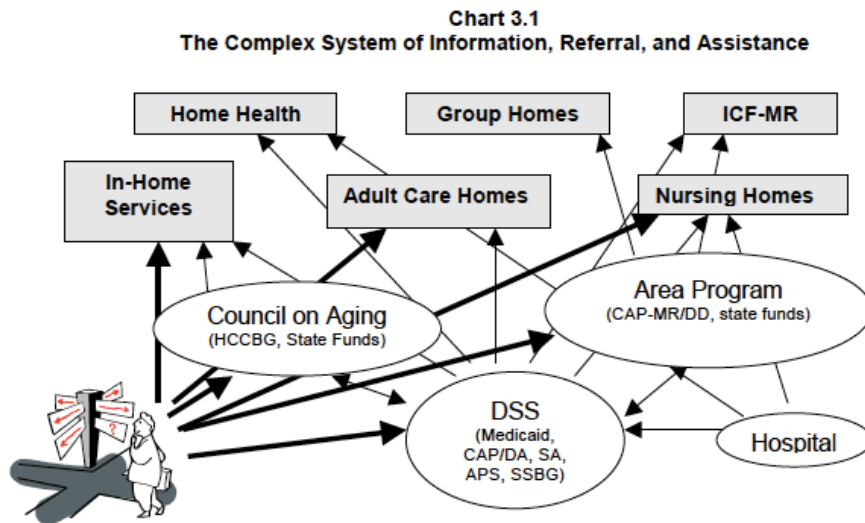 Chart 3.1
The Complex System of Information, Referral, and Assistance
Home Health
Group Homes
ICF-MR
In-Home
Services
Adult Care Homes
Nursing Homes
Council on Aging
(HCCBG, State Funds)
Area Program
(CAP-MR/DD, state funds)
DSS
(Medicaid,
CAP/DA, SA,
APS, SSBG)
Hospital
?